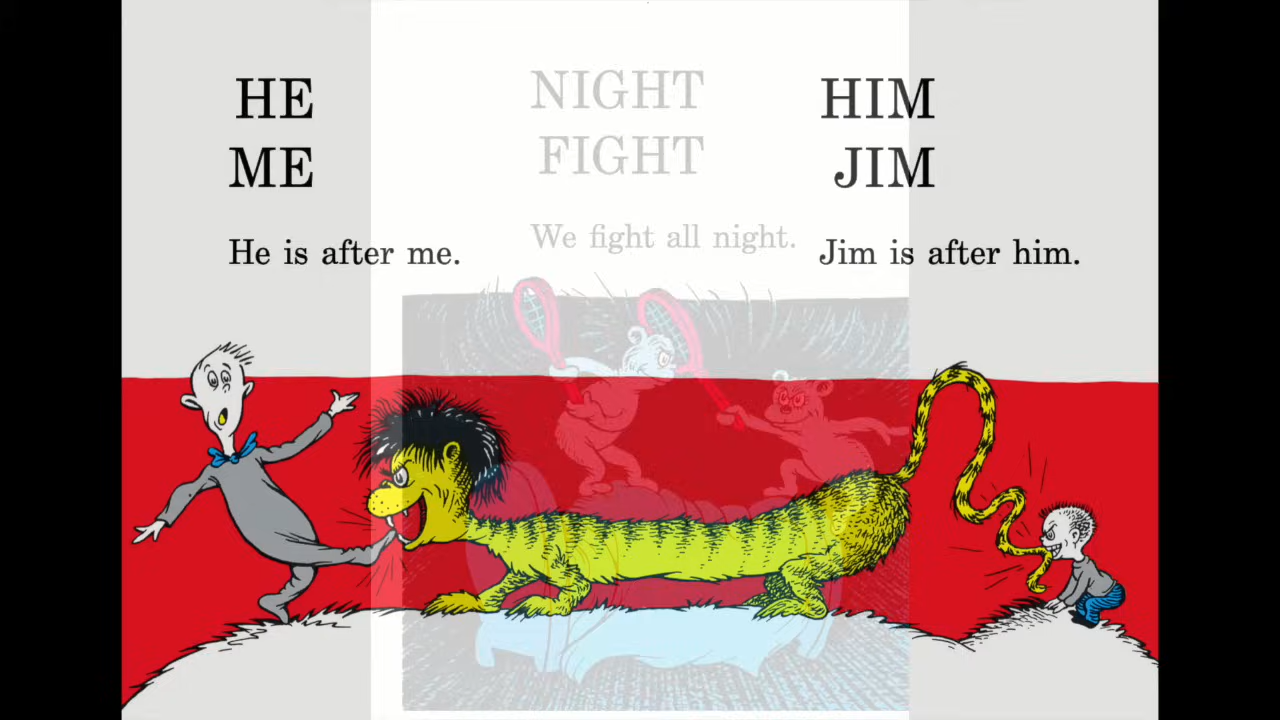 HE
ME
He is after me.
NIGHT
FIGHT
We fight all night.
HIM
JIM
Jim is after him.